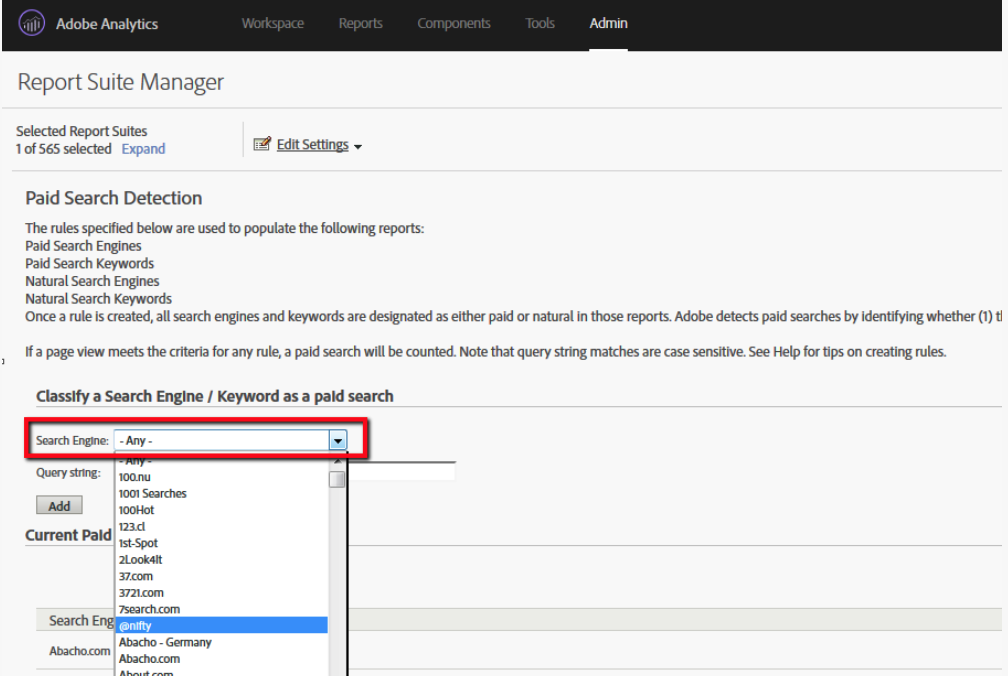 Adobe Analytics Workspace Reports Components Tools Admin
Report Suite Manager
Selected Report Suites
1 of 565 selected Expand
Edit Settings
Paid Search Detection
The rules specified below are used to populate the following reports:
Paid Search Engines
Paid Search Keywords
Natural Search Engines
Natural Search Keywords
Once a rule is created, all search engines and keywords are designated as either paid or natural in those reports. Adobe detects paid searches by identifying whether (1)
If a page view meets the criteria for any rule, a paid search will be counted. Note that query string matches are case sensitive. See Help for tips on creating rules.
Classify a Search Engine / Keyword as a paid search
Search Engine: - Any -
- Any -
Query string:
100.nu
1001 Searches
100Hot
Add
123.cl
Current Paid
1st-Spot
2Look4It
37.com
3721.com
7search.com
Search Eng
@nifty
Abacho - Germany
Abacho.com
Abacho.com
About.com